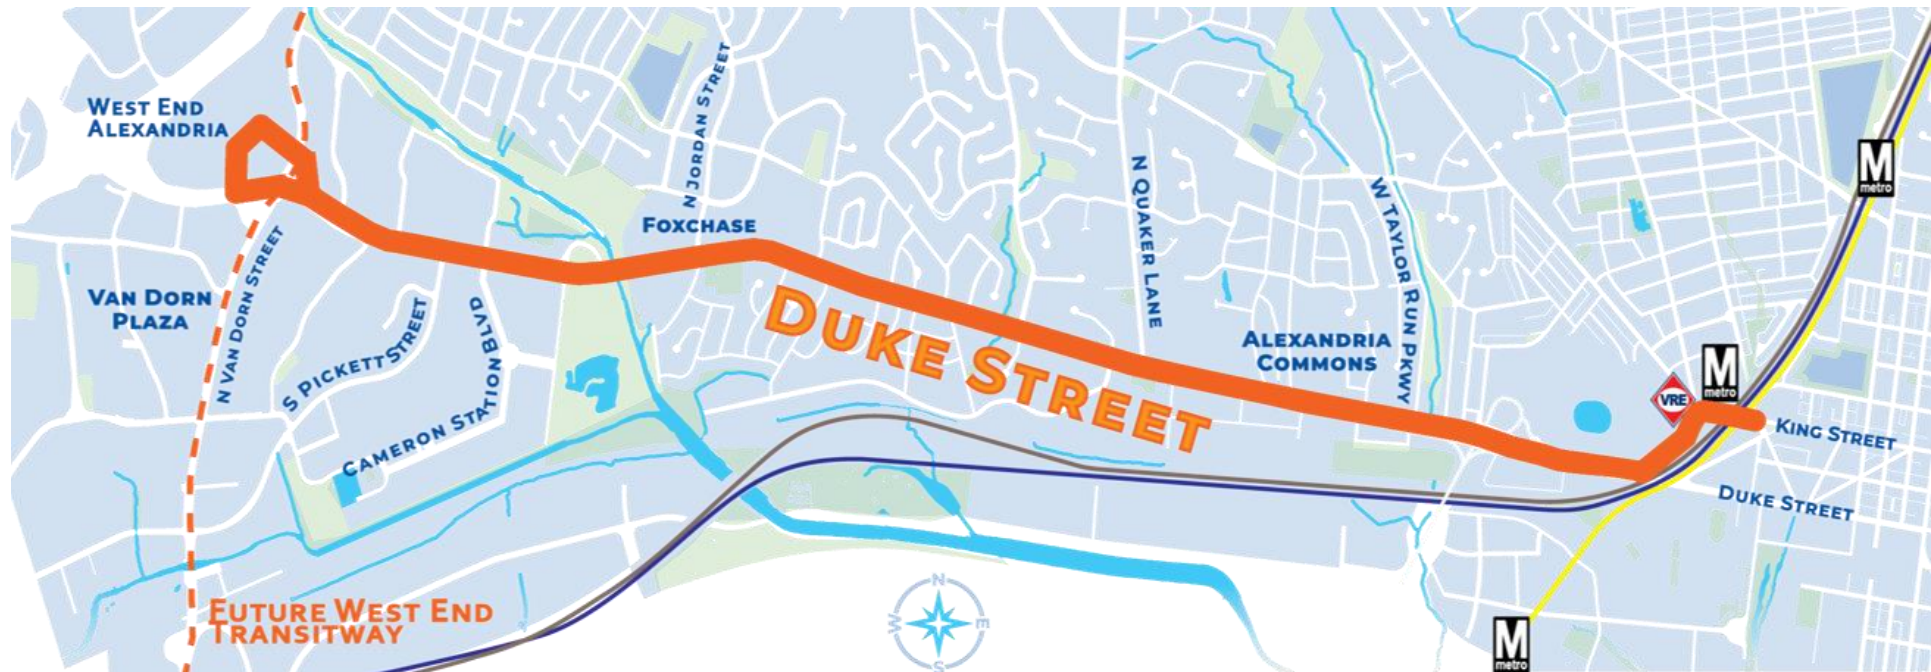 WEST END
ALEXANDRIA
N JORDAN STREET
FOXCHASE
N QUAKER LANE
W TAYLOR RUN PKWY
M
metro
VAN DORN
PLAZA
N VAN DORN STREET
S PICKETT STREET
CAMERON STATION BLVD
DUKE STREET
ALEXANDRIA
COMMONS
VRE
M
metro
KING STREET
DUKE STREET
FUTURE WEST END
TRANSITWAY
N
W
E
S
M
metro